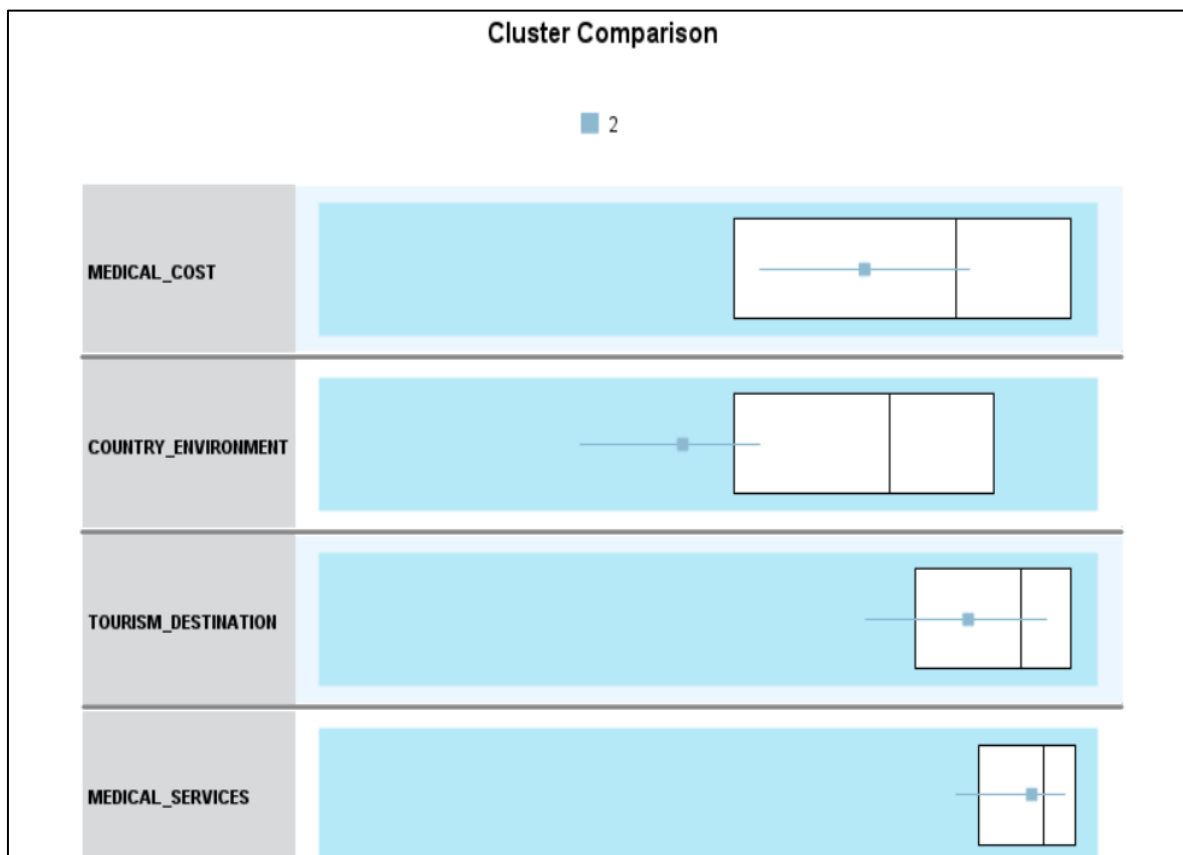 Cluster Comparison
2
MEDICAL_COST
COUNTRY_ENVIRONMENT
TOURISM_DESTINATION
MEDICAL_SERVICES